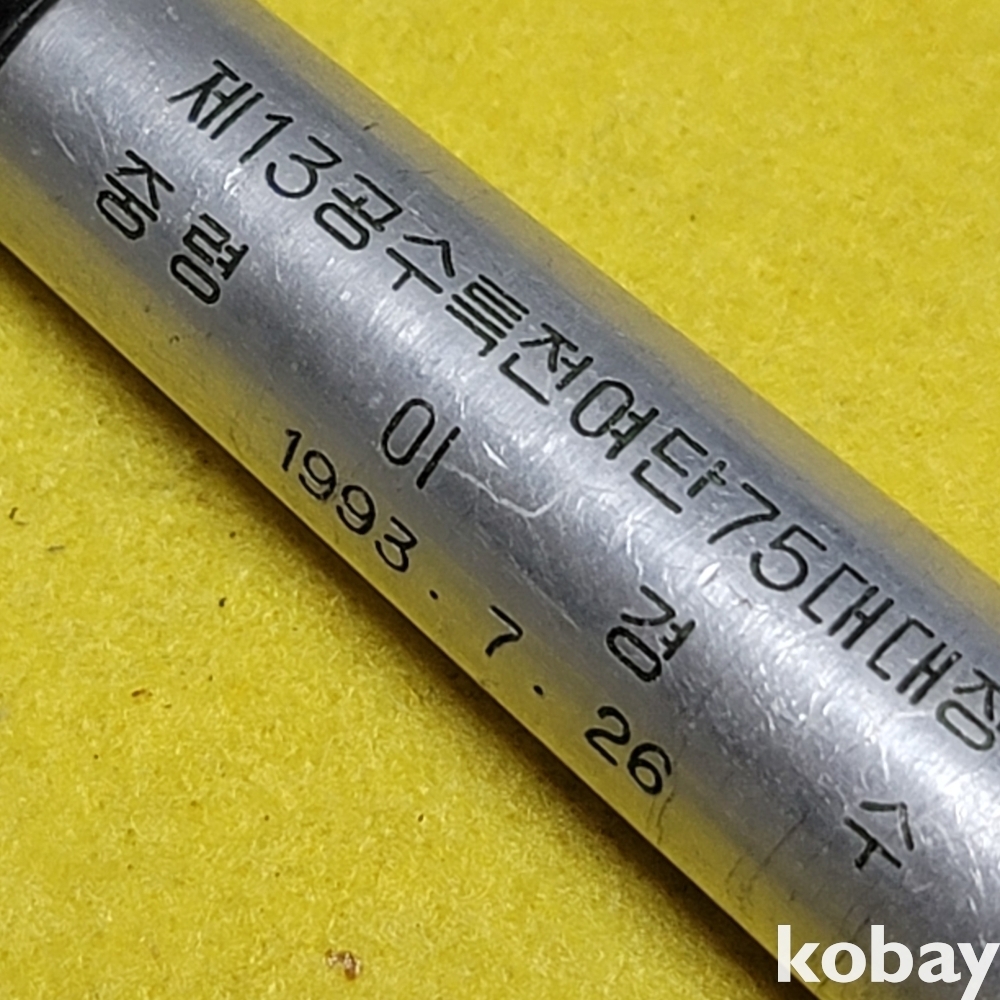 제13공수특전여단75대대장
중령 이경수
1993.7.26
kobay